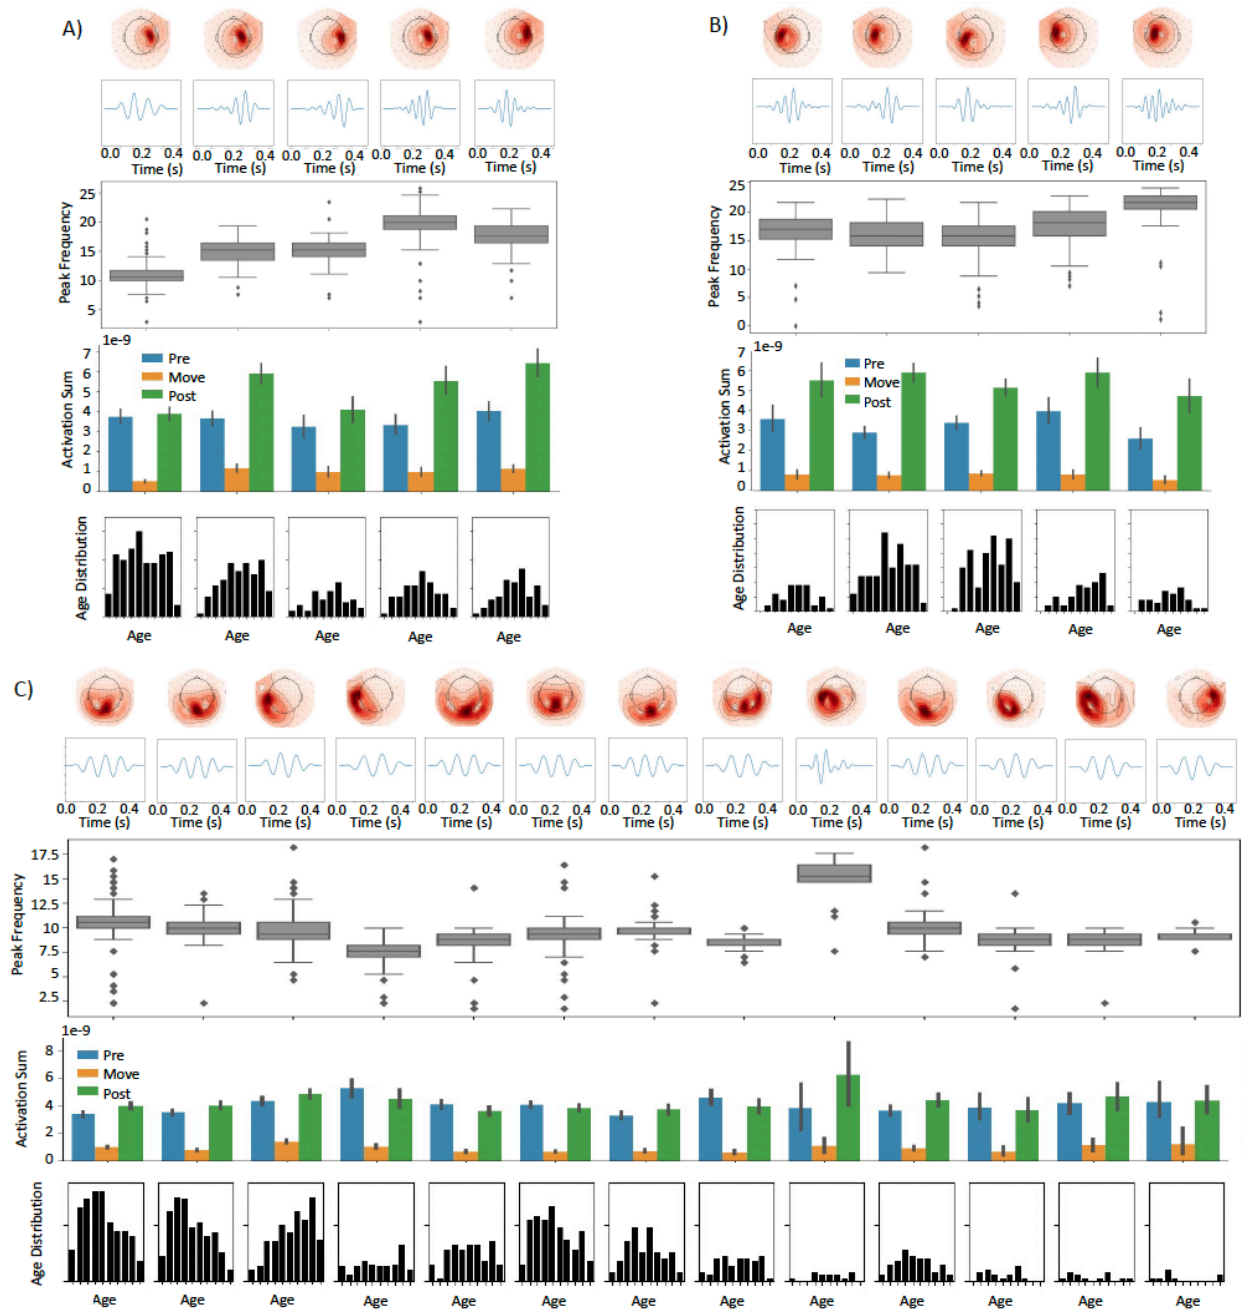 A)
0.0 0.2 0.4 0.0 0.2 0.4 0.0 0.2 0.4 0.0 0.2 0.4 0.0 0.2 0.4
Time (s) Time (s) Time (s) Time (s) Time (s)
Peak Frequency
25
20
15
10
5
1e-9
Activation Sum
7
6
5
4
3
2
1
0
Pre
Move
Post
Age Distribution
Age Age Age Age Age
B)
0.0 0.2 0.4 0.0 0.2 0.4 0.0 0.2 0.4 0.0 0.2 0.4 0.0 0.2 0.4
Time (s) Time (s) Time (s) Time (s) Time (s)
Peak Frequency
25
20
15
10
5
0
1e-9
Activation Sum
7
6
5
4
3
2
1
0
Pre
Move
Post
Age Distribution
Age Age Age Age Age
C)
0.0 0.2 0.4 0.0 0.2 0.4 0.0 0.2 0.4 0.0 0.2 0.4 0.0 0.2 0.4 0.0 0.2 0.4 0.0 0.2 0.4 0.0 0.2 0.4 0.0 0.2 0.4 0.0 0.2 0.4 0.0 0.2 0.4 0.0 0.2 0.4 0.0 0.2 0.4
Time (s) Time (s) Time (s) Time (s) Time (s) Time (s) Time (s) Time (s) Time (s) Time (s) Time (s) Time (s) Time (s)
Peak Frequency
17.5
15
12.5
10
7.5
5
2.5
1e-9
Activation Sum
8
6
4
2
0
Pre
Move
Post
Age Distribution
Age Age Age Age Age Age Age Age Age Age Age Age Age